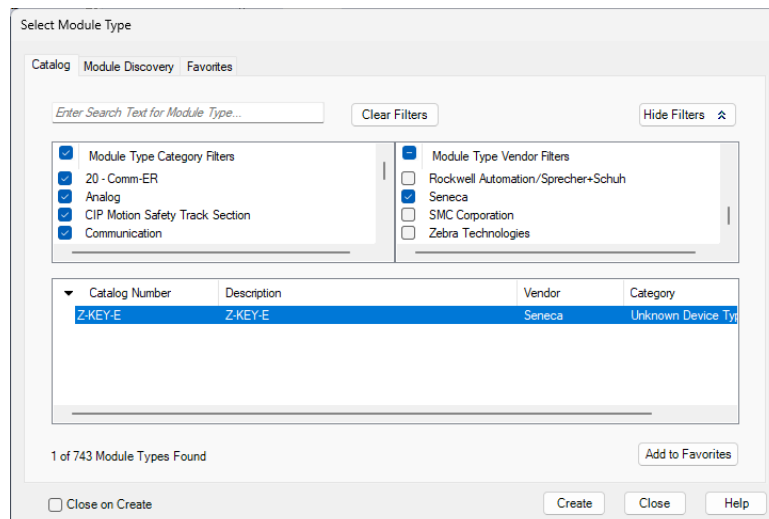 Select Module Type
Catalog Module Discovery Favorites
Enter Search Text for Module Type...
Clear Filters
Hide Filters
Module Type Category Filters
20 - Comm-ER
Analog
CIP Motion Safety Track Section
Communication
Module Type Vendor Filters
Rockwell Automation/Sprecher+Schuh
Seneca
SMC Corporation
Zebra Technologies
Catalog Number Description Vendor Category
Z-KEY-E Z-KEY-E Seneca Unknown Device Typ
1 of 743 Module Types Found
Add to Favorites
Close on Create
Create Close Help